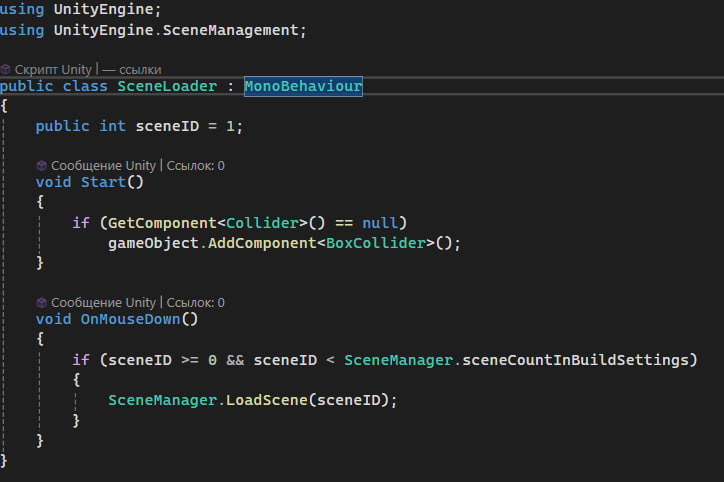 using UnityEngine;
using UnityEngine.SceneManagement;
Скрипт Unity | — ссылки
public class SceneLoader : MonoBehaviour
{
public int sceneID = 1;
Сообщение Unity | Ссылок: 0
void Start()
{
if (GetComponent<Collider>() == null)
gameObject.AddComponent<BoxCollider>();
}
Сообщение Unity | Ссылок: 0
void OnMouseDown()
{
if (sceneID >= 0 && sceneID < SceneManager.sceneCountInBuildSettings)
{
SceneManager.LoadScene(sceneID);
}
}
}